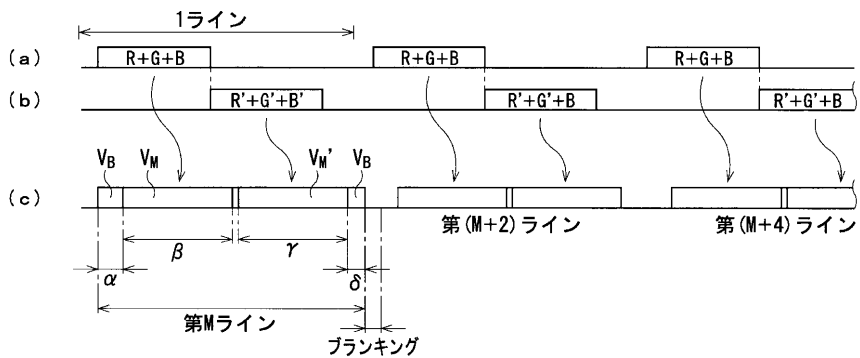 1ライン
(a) R+G+B R+G+B R+G+B
(b) R'+G'+B' R'+G'+B R'+G'+B
V_B V_M V_M' V_B
(c)
第(M+2)ライン 第(M+4)ライン
β γ
α δ
第Mライン
ブランキング